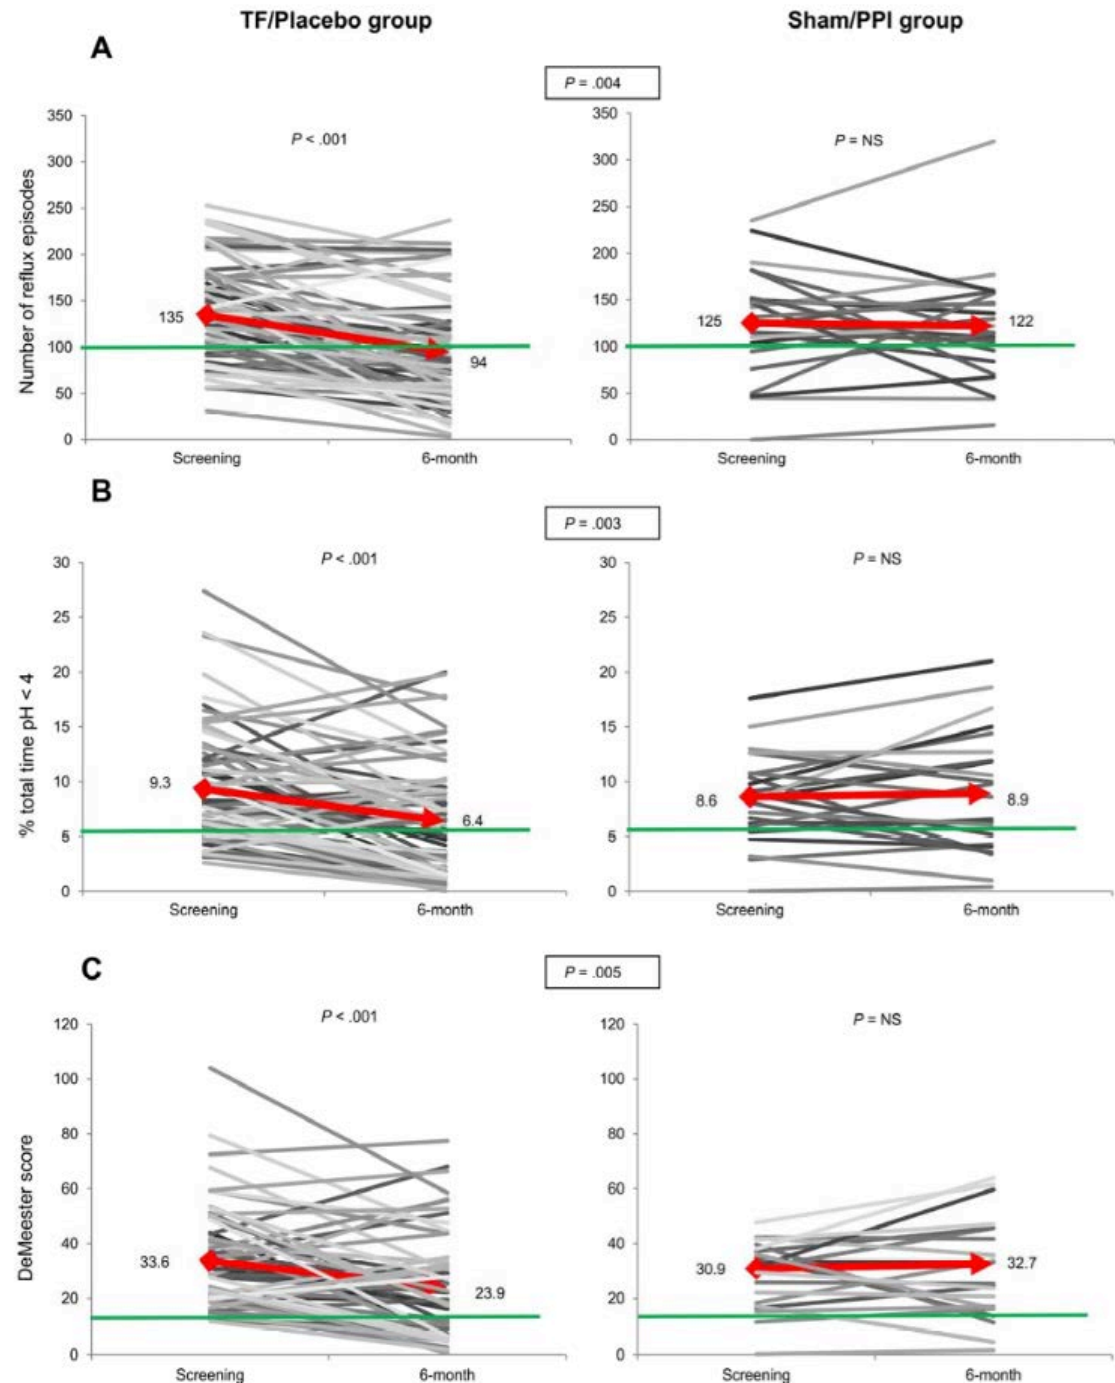 TF/Placebo group
Sham/PPI group
A
P = .004
Number of reflux episodes
350
300
250
200
150
100
50
0
P < .001
135
94
Screening
6-month
350
300
250
200
150
100
50
0
P = NS
125
122
Screening
6-month
B
P = .003
% total time pH < 4
30
25
20
15
10
5
0
P < .001
9.3
6.4
Screening
6-month
30
25
20
15
10
5
0
P = NS
8.6
8.9
Screening
6-month
C
P = .005
DeMeester score
120
100
80
60
40
20
0
P < .001
33.6
23.9
Screening
6-month
120
100
80
60
40
20
0
P = NS
30.9
32.7
Screening
6-month